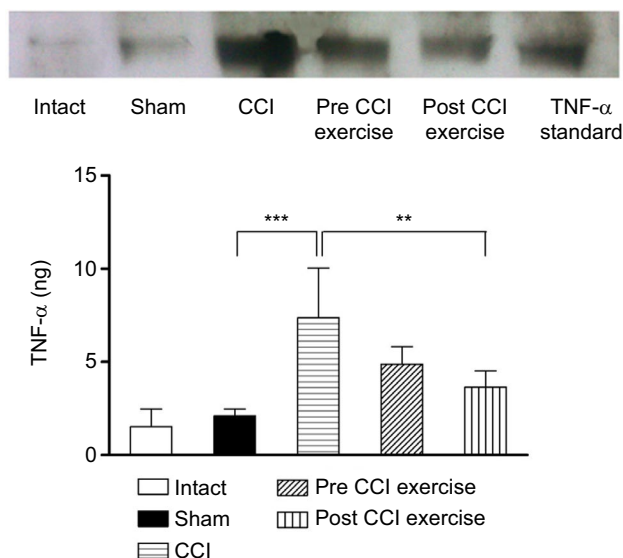 Intact Sham CCI Pre CCI exercise Post CCI exercise TNF-α standard
15
*** **
10
TNF-α (ng)
5
0
Intact Pre CCI exercise
Sham Post CCI exercise
CCI